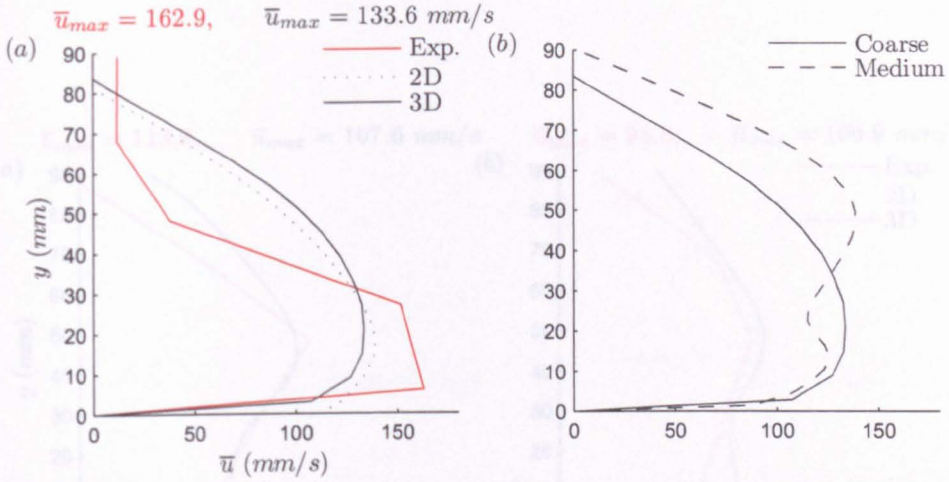 u̅max = 162.9, u̅max = 133.6 mm/s
(a)
Exp.
2D
3D
90
80
70
60
50
40
30
20
10
0
y (mm)
0 50 100 150
u̅ (mm/s)
(b)
Coarse
Medium
90
80
70
60
50
40
30
20
10
0
0 50 100 150